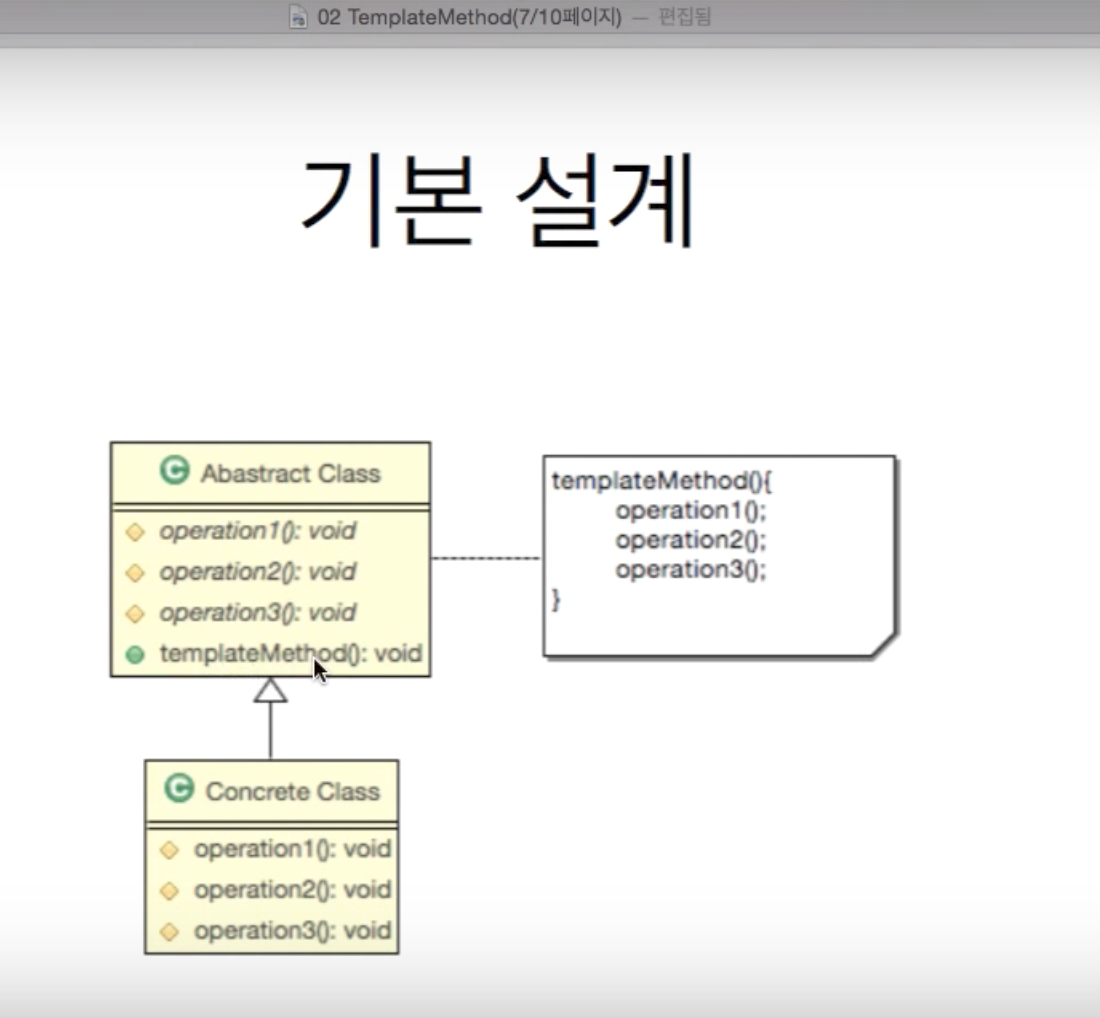 02 TemplateMethod(7/10페이지) — 편집됨
기본 설계
C Abastract Class
operation1(): void
operation2(): void
operation3(): void
templateMethod(): void
templateMethod(){
operation1();
operation2();
operation3();
}
C Concrete Class
operation1(): void
operation2(): void
operation3(): void